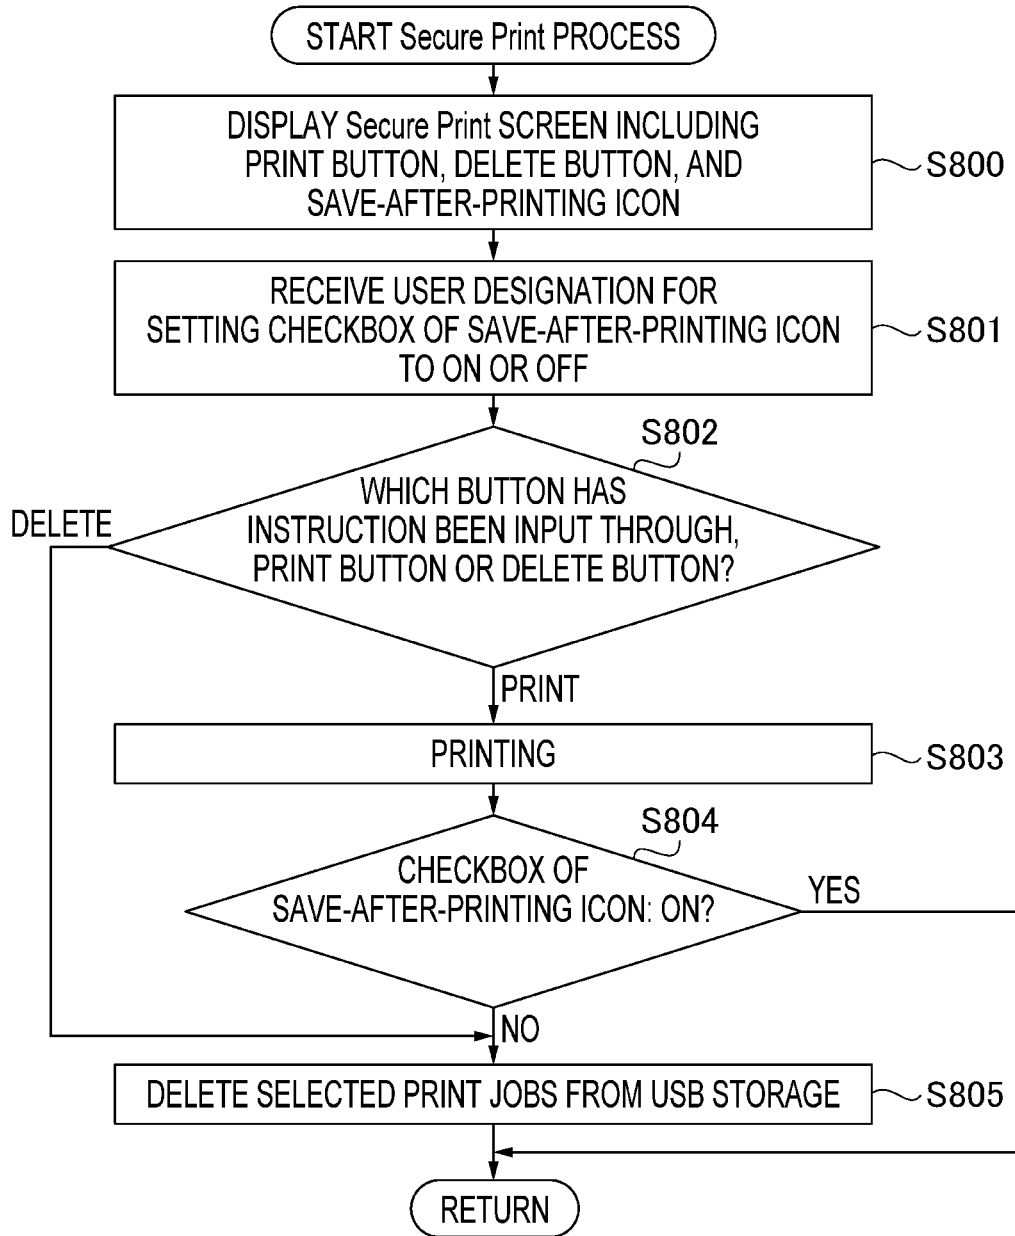 START Secure Print PROCESS
DISPLAY Secure Print SCREEN INCLUDING
PRINT BUTTON, DELETE BUTTON, AND
SAVE-AFTER-PRINTING ICON
S800
RECEIVE USER DESIGNATION FOR
SETTING CHECKBOX OF SAVE-AFTER-PRINTING ICON
TO ON OR OFF
S801
S802
WHICH BUTTON HAS
INSTRUCTION BEEN INPUT THROUGH,
PRINT BUTTON OR DELETE BUTTON?
DELETE
PRINT
PRINTING
S803
S804
CHECKBOX OF
SAVE-AFTER-PRINTING ICON: ON?
YES
NO
DELETE SELECTED PRINT JOBS FROM USB STORAGE
S805
RETURN